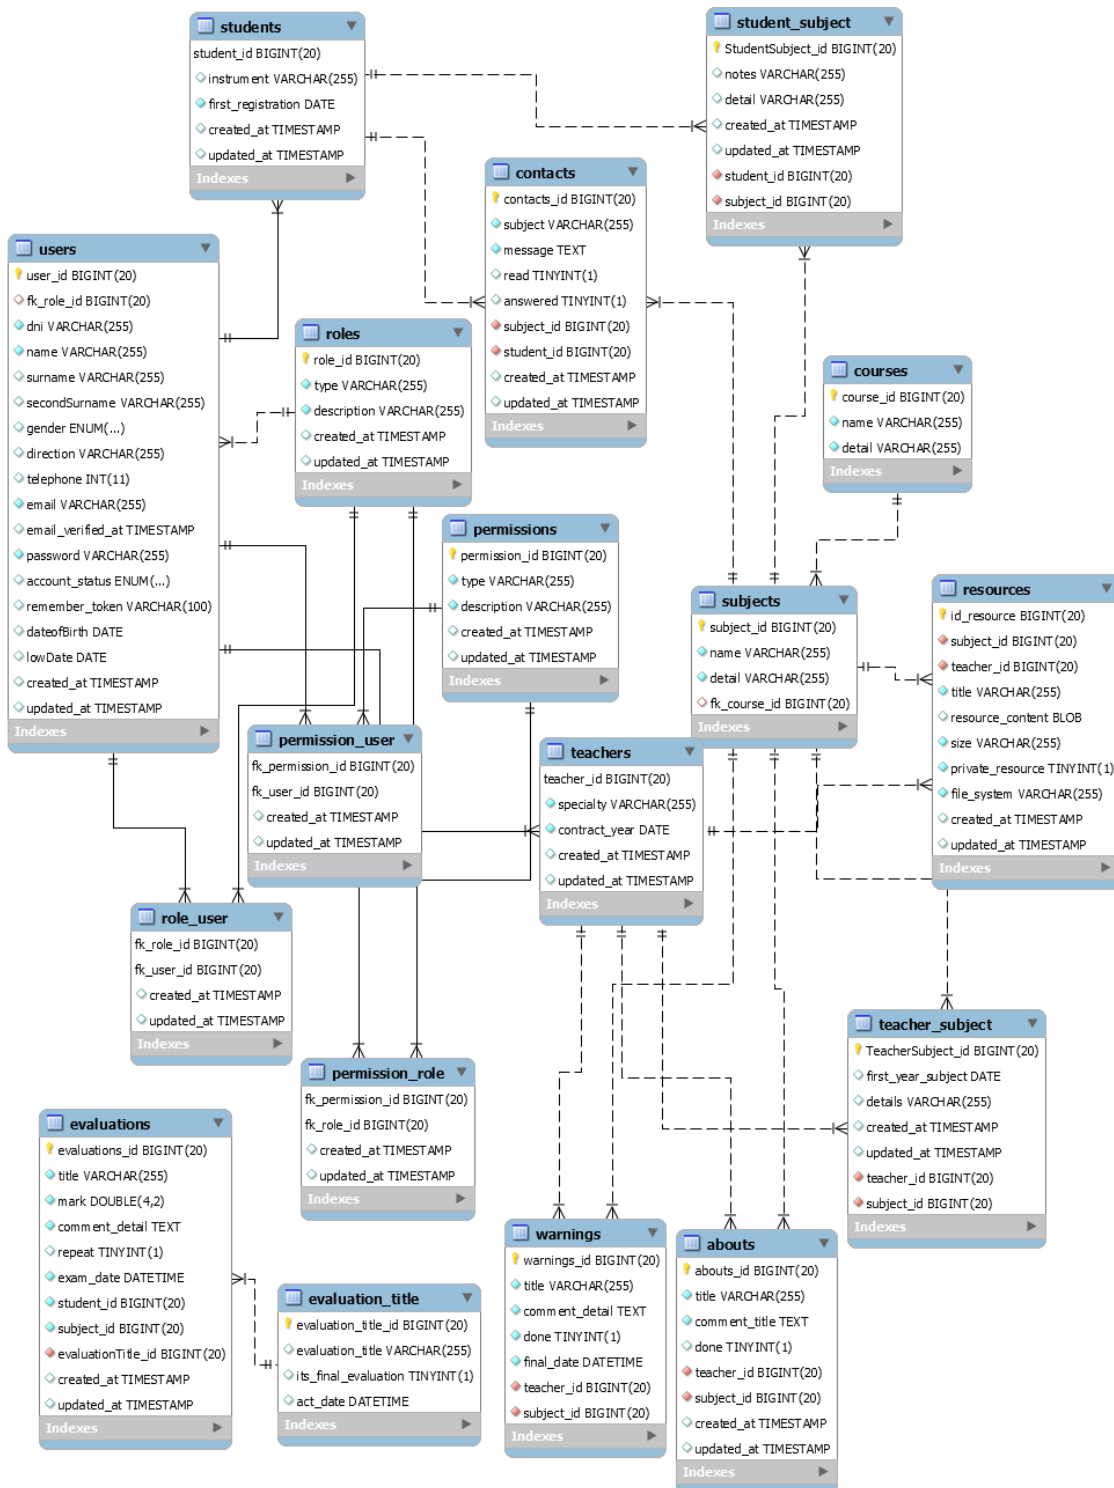 students
student_id BIGINT(20)
instrument VARCHAR(255)
first_registration DATE
created_at TIMESTAMP
updated_at TIMESTAMP
Indexes
student_subject
StudentSubject_id BIGINT(20)
notes VARCHAR(255)
detail VARCHAR(255)
created_at TIMESTAMP
updated_at TIMESTAMP
student_id BIGINT(20)
subject_id BIGINT(20)
Indexes
contacts
contacts_id BIGINT(20)
subject VARCHAR(255)
message TEXT
read TINYINT(1)
answered TINYINT(1)
subject_id BIGINT(20)
student_id BIGINT(20)
created_at TIMESTAMP
updated_at TIMESTAMP
Indexes
users
user_id BIGINT(20)
fk_role_id BIGINT(20)
dni VARCHAR(255)
name VARCHAR(255)
surname VARCHAR(255)
secondSurname VARCHAR(255)
gender ENUM(...)
direction VARCHAR(255)
telephone INT(11)
email VARCHAR(255)
email_verified_at TIMESTAMP
password VARCHAR(255)
account_status ENUM(...)
remember_token VARCHAR(100)
dateofBirth DATE
lowDate DATE
created_at TIMESTAMP
updated_at TIMESTAMP
Indexes
roles
role_id BIGINT(20)
type VARCHAR(255)
description VARCHAR(255)
created_at TIMESTAMP
updated_at TIMESTAMP
Indexes
courses
course_id BIGINT(20)
name VARCHAR(255)
detail VARCHAR(255)
Indexes
permissions
permission_id BIGINT(20)
type VARCHAR(255)
description VARCHAR(255)
created_at TIMESTAMP
updated_at TIMESTAMP
Indexes
subjects
subject_id BIGINT(20)
name VARCHAR(255)
detail VARCHAR(255)
fk_course_id BIGINT(20)
Indexes
resources
id_resource BIGINT(20)
subject_id BIGINT(20)
teacher_id BIGINT(20)
title VARCHAR(255)
resource_content BLOB
size VARCHAR(255)
private_resource TINYINT(1)
file_system VARCHAR(255)
created_at TIMESTAMP
updated_at TIMESTAMP
Indexes
permission_user
fk_permission_id BIGINT(20)
fk_user_id BIGINT(20)
created_at TIMESTAMP
updated_at TIMESTAMP
Indexes
teachers
teacher_id BIGINT(20)
specialty VARCHAR(255)
contract_year DATE
created_at TIMESTAMP
updated_at TIMESTAMP
Indexes
role_user
fk_role_id BIGINT(20)
fk_user_id BIGINT(20)
created_at TIMESTAMP
updated_at TIMESTAMP
Indexes
teacher_subject
TeacherSubject_id BIGINT(20)
first_year_subject DATE
details VARCHAR(255)
created_at TIMESTAMP
updated_at TIMESTAMP
teacher_id BIGINT(20)
subject_id BIGINT(20)
Indexes
permission_role
fk_permission_id BIGINT(20)
fk_role_id BIGINT(20)
created_at TIMESTAMP
updated_at TIMESTAMP
Indexes
evaluations
evaluations_id BIGINT(20)
title VARCHAR(255)
mark DOUBLE(4,2)
comment_detail TEXT
repeat TINYINT(1)
exam_date DATETIME
student_id BIGINT(20)
subject_id BIGINT(20)
evaluationTitle_id BIGINT(20)
created_at TIMESTAMP
updated_at TIMESTAMP
Indexes
evaluation_title
evaluation_title_id BIGINT(20)
evaluation_title VARCHAR(255)
its_final_evaluation TINYINT(1)
act_date DATETIME
Indexes
warnings
warnings_id BIGINT(20)
title VARCHAR(255)
comment_detail TEXT
done TINYINT(1)
final_date DATETIME
teacher_id BIGINT(20)
subject_id BIGINT(20)
Indexes
abouts
abouts_id BIGINT(20)
title VARCHAR(255)
comment_title TEXT
done TINYINT(1)
teacher_id BIGINT(20)
subject_id BIGINT(20)
created_at TIMESTAMP
updated_at TIMESTAMP
Indexes